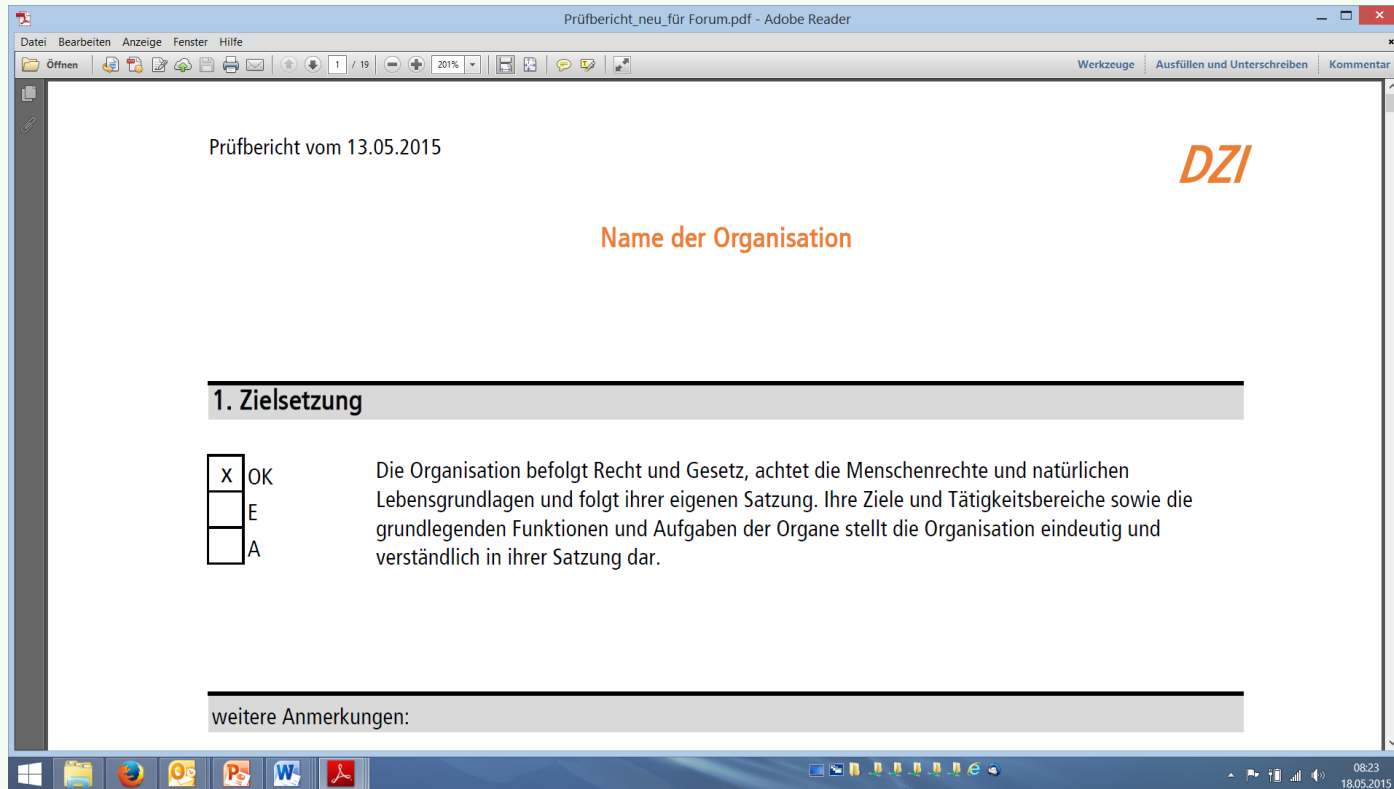 Prüfbericht_neu_für Forum.pdf - Adobe Reader
Datei Bearbeiten Anzeige Fenster Hilfe
Öffnen 1 / 19 201% Werkzeuge Ausfüllen und Unterschreiben Kommentar
Prüfbericht vom 13.05.2015
DZI
Name der Organisation
1. Zielsetzung
X OK
E
A
Die Organisation befolgt Recht und Gesetz, achtet die Menschenrechte und natürlichen
Lebensgrundlagen und folgt ihrer eigenen Satzung. Ihre Ziele und Tätigkeitsbereiche sowie die
grundlegenden Funktionen und Aufgaben der Organe stellt die Organisation eindeutig und
verständlich in ihrer Satzung dar.
weitere Anmerkungen:
08:23
18.05.2015